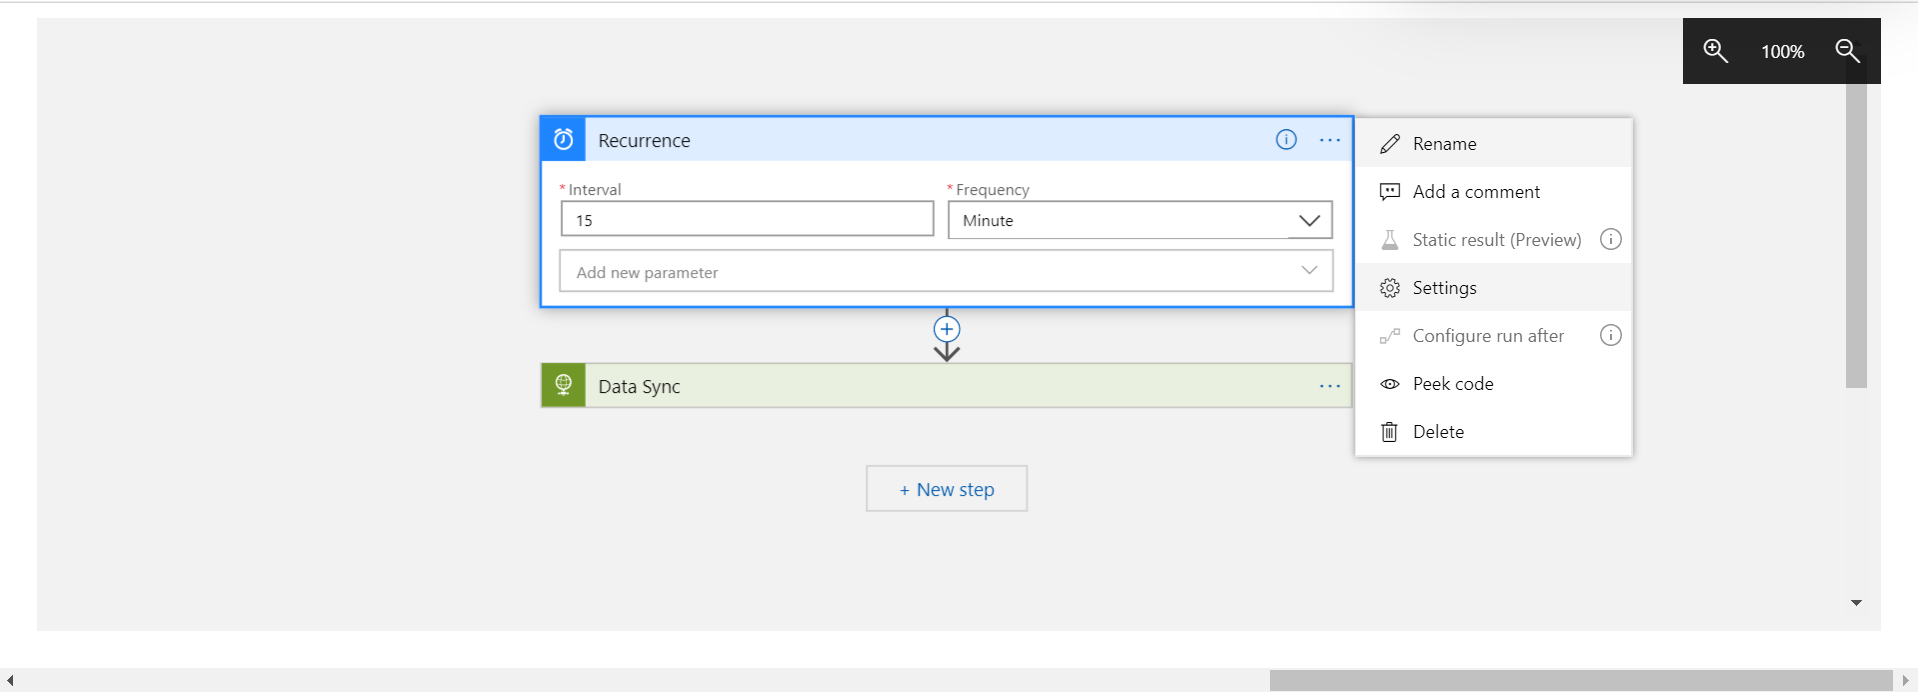 100%
Recurrence
* Interval
* Frequency
15
Minute
Add new parameter
Data Sync
+ New step
Rename
Add a comment
Static result (Preview)
Settings
Configure run after
Peek code
Delete